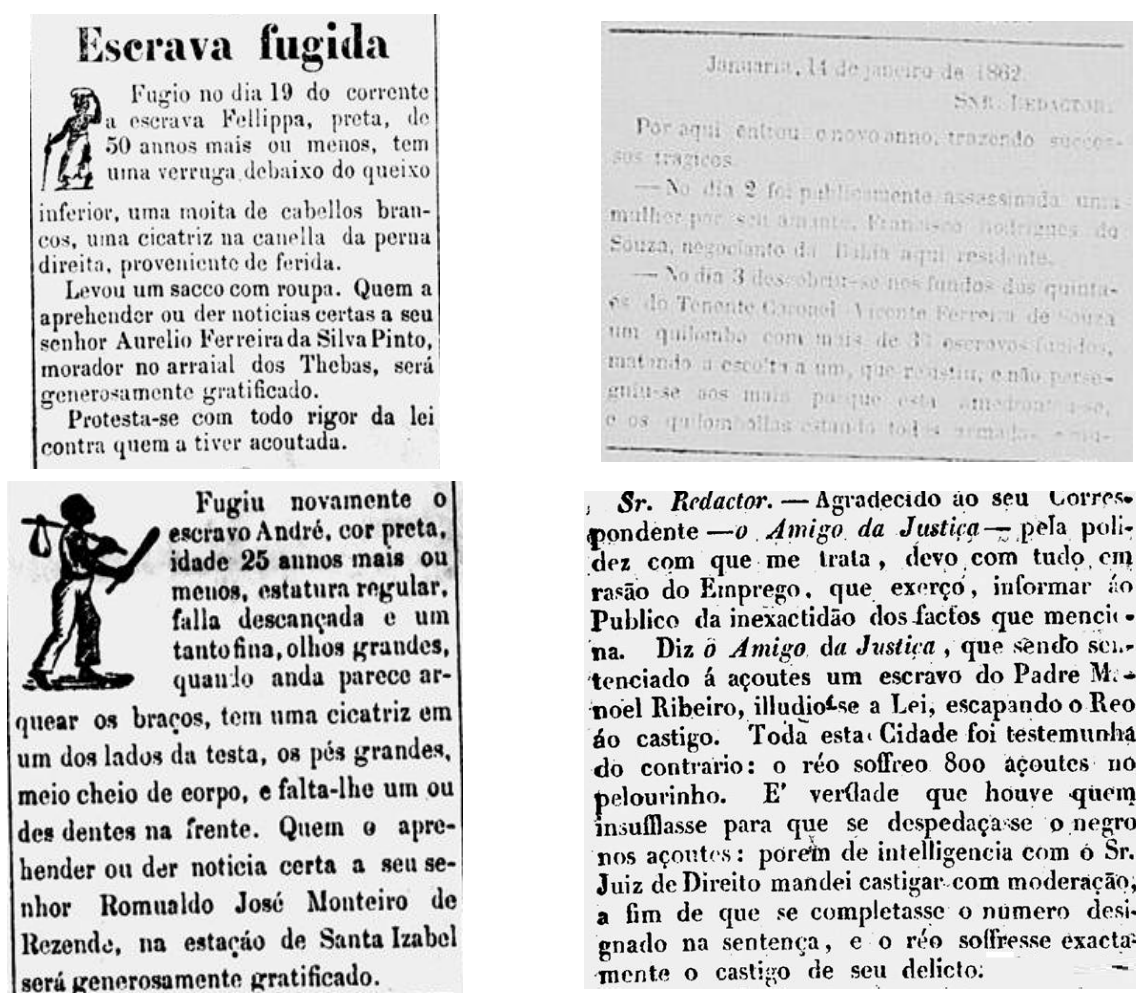 Escrava fugida
Fugio no dia 19 do corrente
a escrava Fellippa, preta, de
50 annos mais ou menos, tem
uma verruga debaixo do queixo
inferior, uma moita de cabellos bran-
cos, uma cicatriz na canella da perna
direita, proveniente de ferida.
Levou um sacco com roupa. Quem a
aprehender ou der noticias certas a seu
senhor Aurelio Ferreira da Silva Pinto,
morador no arraial dos Thebas, será
generosamente gratificado.
Protesta-se com todo rigor da lei
contra quem a tiver acoutada.
Januaria, 14 de janeiro de 1862.
SNR. REDACTOR.
Por aqui entrou o novo anno, trazendo succes-
sos tragicos.
— No dia 2 foi publicamente assassinada uma
mulher por seu amante, Francisco Rodrigues de
Souza, negociante da Bahia aqui residente.
— No dia 3 descobriu-se nos fundos dos quinta-
es do Tenente Coronel Vicente Ferreira de Souza
um quilombo com mais de escravos fugidos,
matando a escolta a um, que resistiu, e não perse-
guiu-se aos mais porque esta amedrontou-se,
e os quilombollas estando todos armados
Fugiu novamente o
escravo André, cor preta,
idade 25 annos mais ou
menos, estatura regular,
falla descançada e um
tanto fina, olhos grandes,
quando anda parece ar-
quear os braços, tem uma cicatriz em
um dos lados da testa, os pés grandes,
meio cheio de corpo, e falta-lhe um ou
des dentes na frente. Quem o apre-
hender ou der noticia certa a seu se-
nhor Romualdo José Monteiro de
Rezende, na estação de Santa Izabel
será generosamente gratificado.
Sr. Redactor. — Agradecido áo seu Corres-
pondente — o Amigo da Justiça — pela poli-
dez com que me trata, devo com tudo em
rasão do Emprego, que exerço, informar áo
Publico da inexactidão dos factos que mencio-
na. Diz o Amigo da Justiça, que sendo sen-
tenciado á açoutes um escravo do Padre Ma-
noel Ribeiro, illudio-se a Lei, escapando o Reo
áo castigo. Toda esta Cidade foi testemunha
do contrario: o réo soffreo 800 açoutes no
pelourinho. E' verdade que houve quem
insufflasse para que se despedaçasse o negro
nos açoutes: porem de intelligencia com o Sr.
Juiz de Direito mandei castigar com moderação,
a fim de que se completasse o numero desi-
gnado na sentença, e o réo soffresse exacta-
mente o castigo de seu delicto.